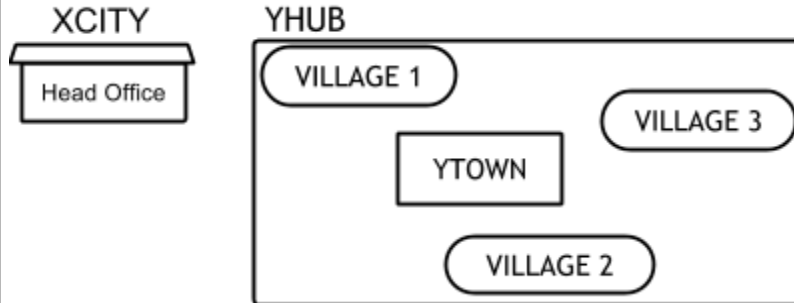 XCITY
Head Office
YHUB
VILLAGE 1
VILLAGE 3
YTOWN
VILLAGE 2